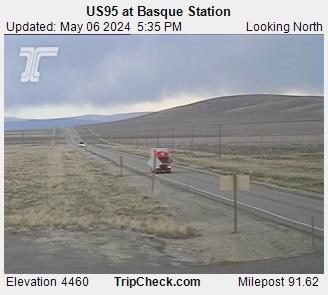 US95 at Basque Station
Updated: May 06 2024 5:35 PM Looking North
Elevation 4460 TripCheck.com Milepost 91.62